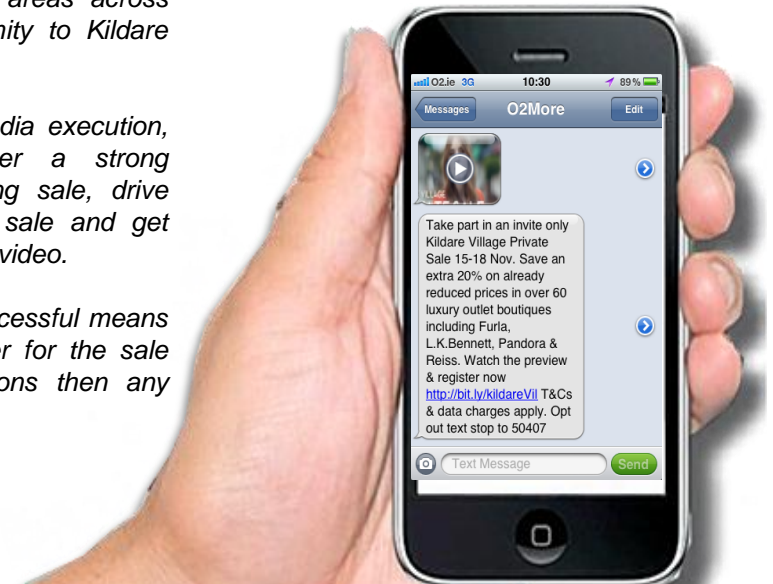 areas across
nity to Kildare
dia execution,
er a strong
ng sale, drive
sale and get
video.
cessful means
er for the sale
ons then any
O2.ie 3G 10:30 89%
Messages O2More Edit
VILLAGE
Take part in an invite only
Kildare Village Private
Sale 15-18 Nov. Save an
extra 20% on already
reduced prices in over 60
luxury outlet boutiques
including Furla,
L.K.Bennett, Pandora &
Reiss. Watch the preview
& register now
http://bit.ly/kildareVil T&Cs
& data charges apply. Opt
out text stop to 50407
Text Message Send